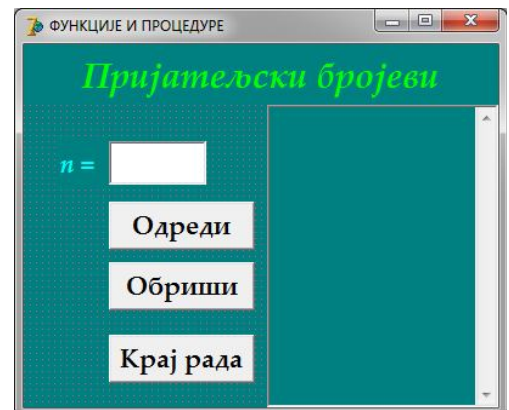 ФУНКЦИЈЕ И ПРОЦЕДУРЕ
Пријатељски бројеви
n =
Одреди
Обриши
Крај рада